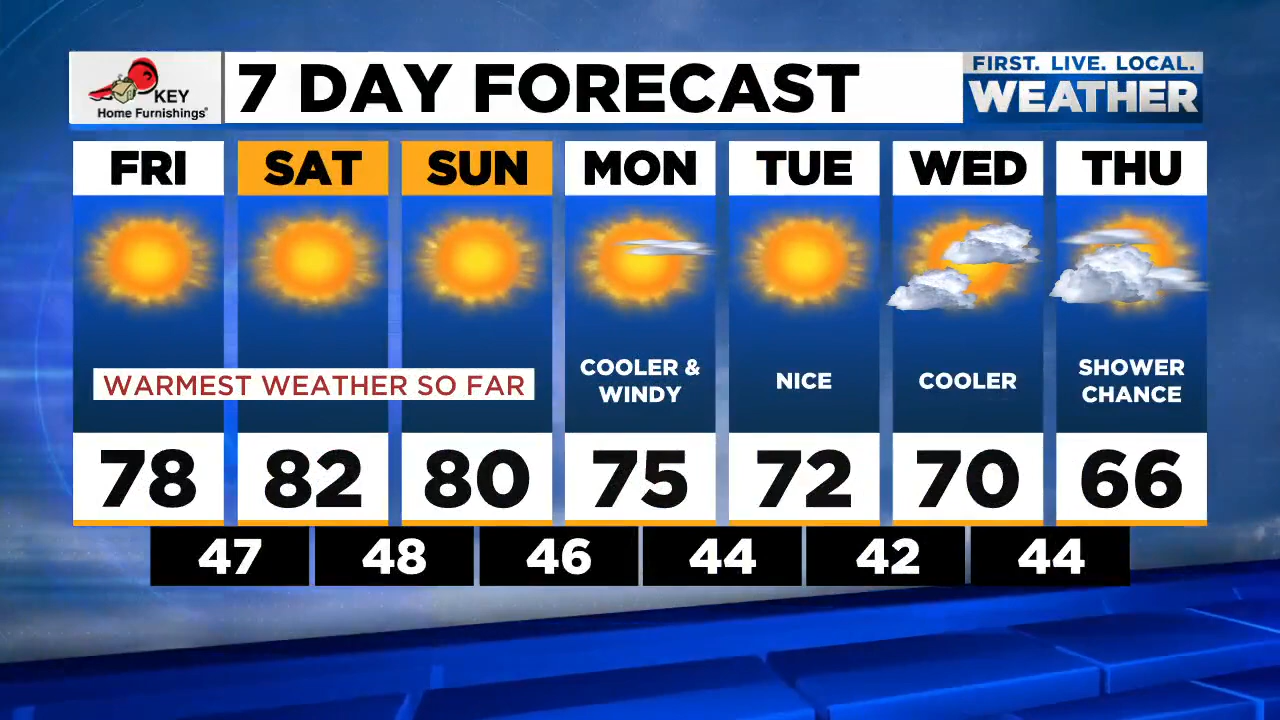 KEY
Home Furnishings®
7 DAY FORECAST
FIRST. LIVE. LOCAL.
WEATHER
FRI
SAT
SUN
MON
TUE
WED
THU
WARMEST WEATHER SO FAR
COOLER &
WINDY
NICE
COOLER
SHOWER
CHANCE
78
82
80
75
72
70
66
47
48
46
44
42
44